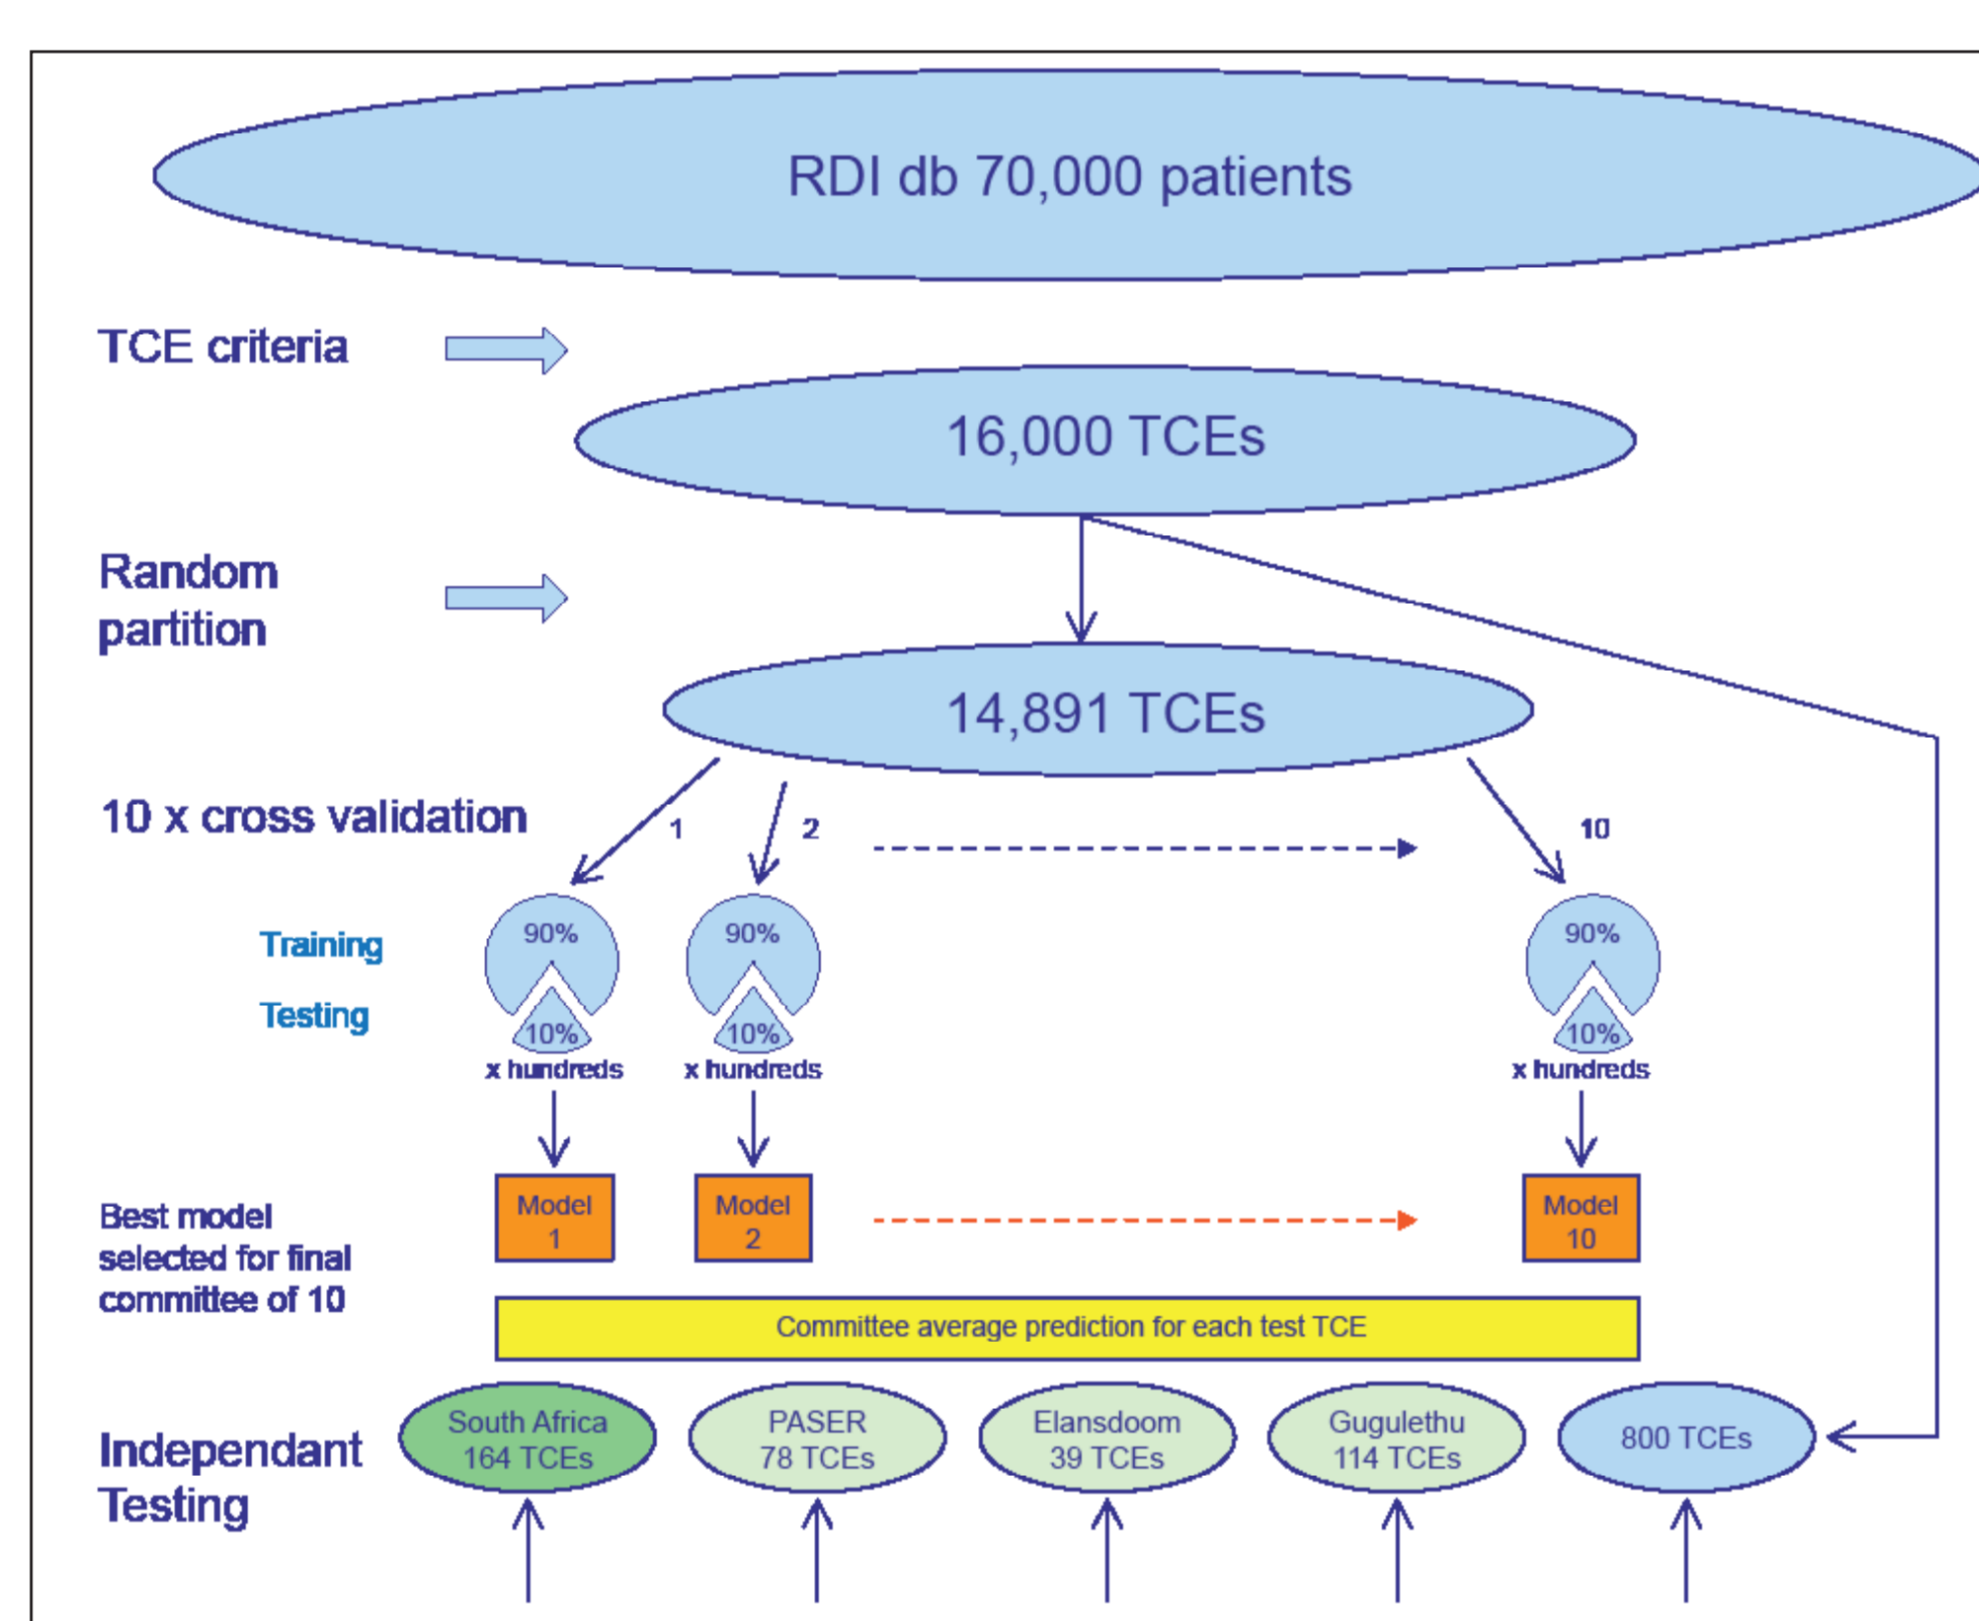 RDI db 70,000 patients
TCE criteria
16,000 TCEs
Random
partition
14,891 TCEs
10 x cross validation
1
2
10
Training
90%
90%
90%
Testing
10%
10%
10%
x hundreds
x hundreds
x hundreds
Best model
selected for final
committee of 10
Model
1
Model
2
Model
10
Committee average prediction for each test TCE
Independant
Testing
South Africa
164 TCEs
PASER
78 TCEs
Elansdoom
39 TCEs
Gugulethu
114 TCEs
800 TCEs